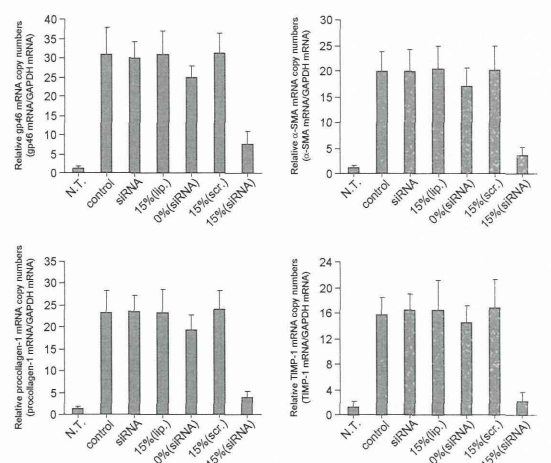 Relative gp46 mRNA copy numbers
(gp46 mRNA/GAPDH mRNA)
40
35
30
25
20
15
10
5
0
N.T.
control
siRNA
15%(lip.)
0%(siRNA)
15%(scr.)
15%(siRNA)
Relative α-SMA mRNA copy numbers
(α-SMA mRNA/GAPDH mRNA)
30
25
20
15
10
5
0
N.T.
control
siRNA
15%(lip.)
0%(siRNA)
15%(scr.)
15%(siRNA)
Relative procollagen-1 mRNA copy numbers
(procollagen-1 mRNA/GAPDH mRNA)
35
30
25
20
15
10
5
0
N.T.
control
siRNA
15%(lip.)
0%(siRNA)
15%(scr.)
15%(siRNA)
Relative TIMP-1 mRNA copy numbers
(TIMP-1 mRNA/GAPDH mRNA)
24
20
16
12
8
4
0
N.T.
control
siRNA
15%(lip.)
0%(siRNA)
15%(scr.)
15%(siRNA)